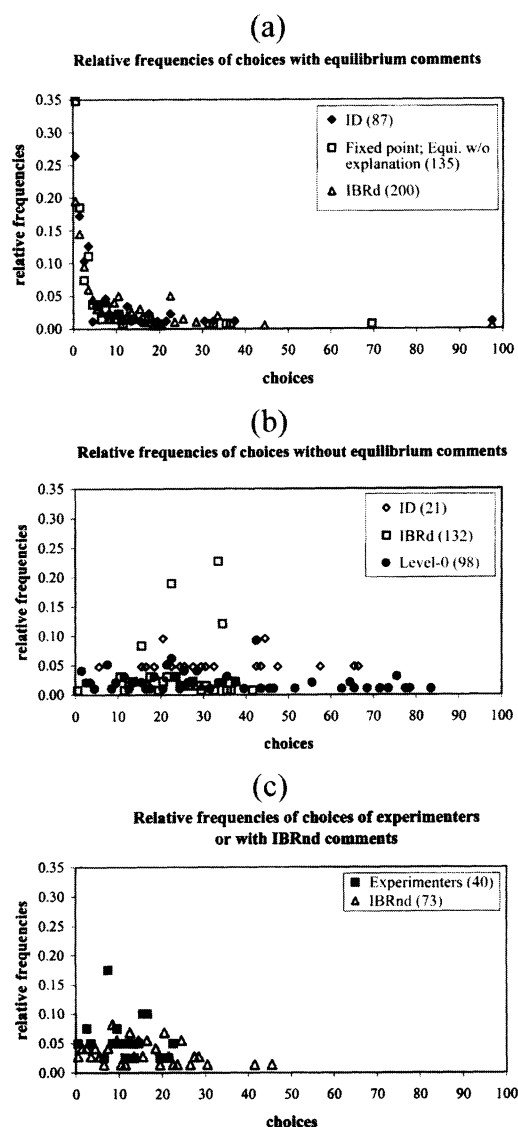 (a)
Relative frequencies of choices with equilibrium comments
relative frequencies
0.35
0.30
0.25
0.20
0.15
0.10
0.05
0.00
ID (87)
Fixed point; Equi. w/o
explanation (135)
IBRd (200)
0 10 20 30 40 50 60 70 80 90 100
choices
(b)
Relative frequencies of choices without equilibrium comments
relative frequencies
0.35
0.30
0.25
0.20
0.15
0.10
0.05
0.00
ID (21)
IBRd (132)
Level-0 (98)
0 10 20 30 40 50 60 70 80 90 100
choices
(c)
Relative frequencies of choices of experimenters
or with IBRnd comments
relative frequencies
0.35
0.30
0.25
0.20
0.15
0.10
0.05
0.00
Experimenters (40)
IBRnd (73)
0 10 20 30 40 50 60 70 80 90 100
choices